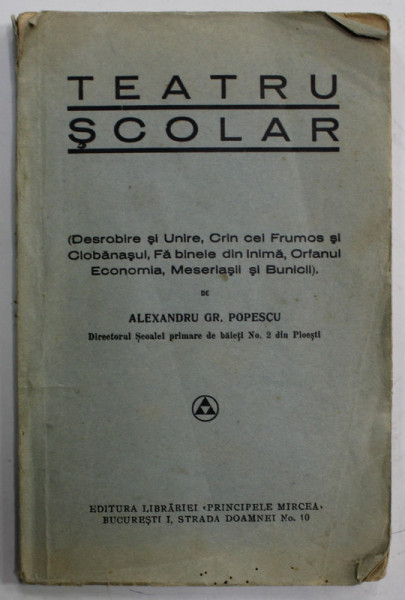 TEATRU
ŞCOLAR
(Desrobire şi Unire, Crin cel Frumos şi
Ciobănaşul, Fă binele din inimă, Orfanul
Economia, Meseriaşii şi Bunicii).
DE
ALEXANDRU GR. POPESCU
Directorul Şcoalei primare de băieţi No. 2 din Ploeşti
EDITURA LIBRĂRIEI «PRINCIPELE MIRCEA»
BUCUREŞTI I, STRADA DOAMNEI No. 10